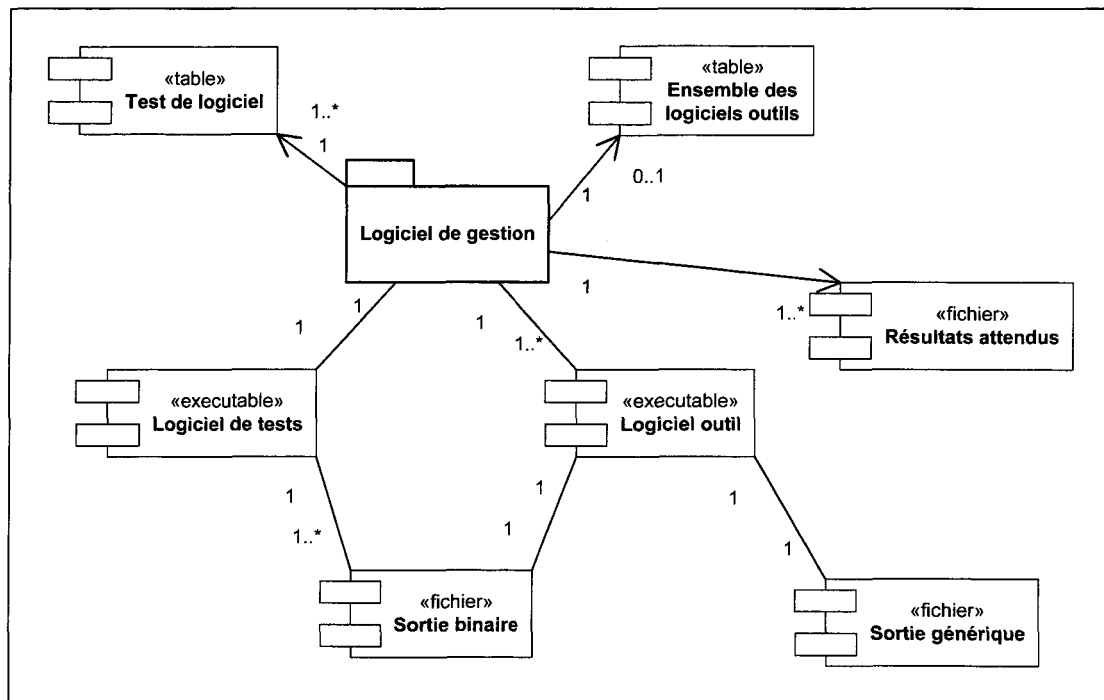 «table»
Test de logiciel
«table»
Ensemble des
logiciels outils
1..*
1
1
0..1
Logiciel de gestion
1
1..*
«fichier»
Résultats attendus
1
1
1
1..*
«executable»
Logiciel de tests
«executable»
Logiciel outil
1
1..*
1
1
1
1
«fichier»
Sortie binaire
«fichier»
Sortie générique